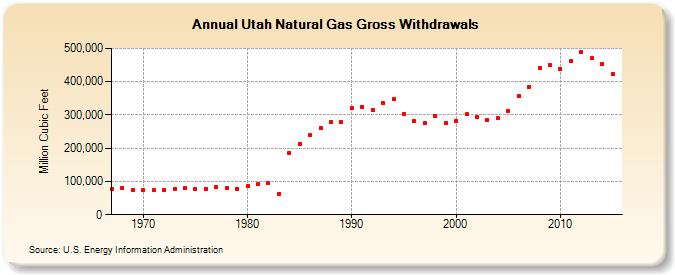 Annual Utah Natural Gas Gross Withdrawals
Million Cubic Feet
500,000
400,000
300,000
200,000
100,000
0
1970 1980 1990 2000 2010
Source: U.S. Energy Information Administration